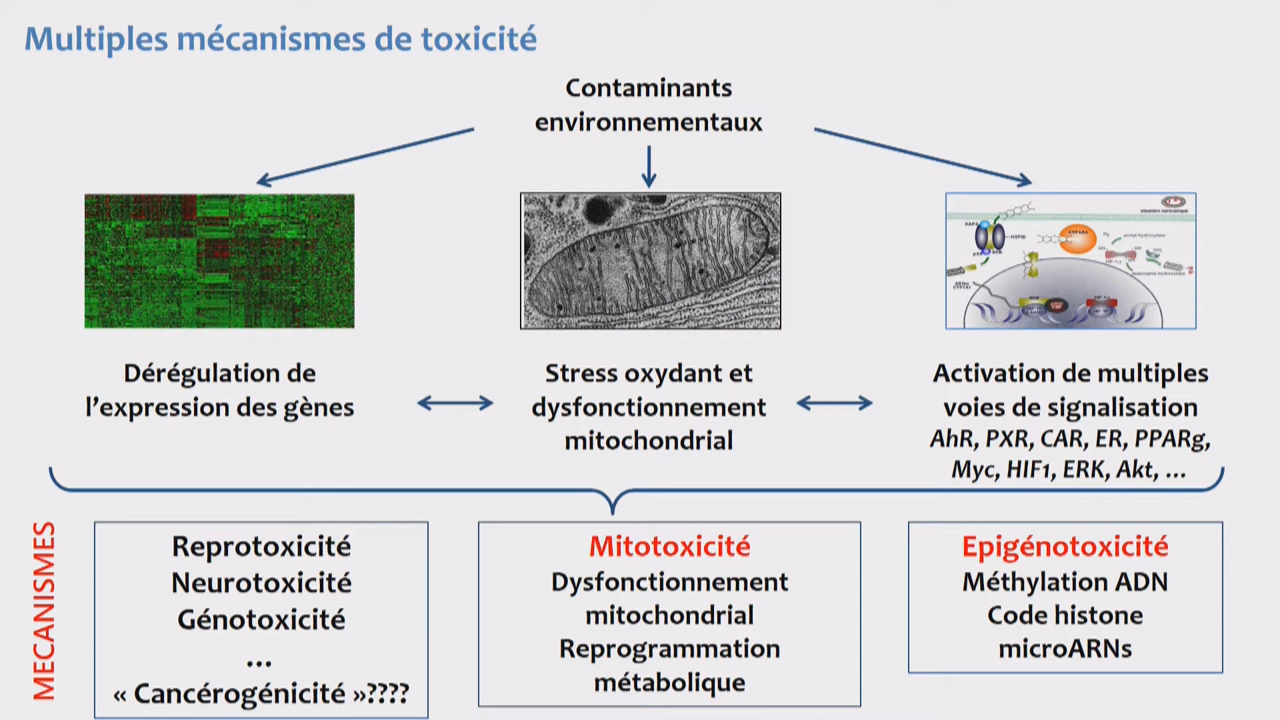 Multiples mécanismes de toxicité
Contaminants
environnementaux
HSP90
CYP1A1
Dérégulation de
l’expression des gènes
Stress oxydant et
dysfonctionnement
mitochondrial
Activation de multiples
voies de signalisation
AhR, PXR, CAR, ER, PPARg,
Myc, HIF1, ERK, Akt, ...
MECANISMES
Reprotoxicité
Neurotoxicité
Génotoxicité
...
« Cancérogénicité »????
Mitotoxicité
Dysfonctionnement
mitochondrial
Reprogrammation
métabolique
Epigénotoxicité
Méthylation ADN
Code histone
microARNs